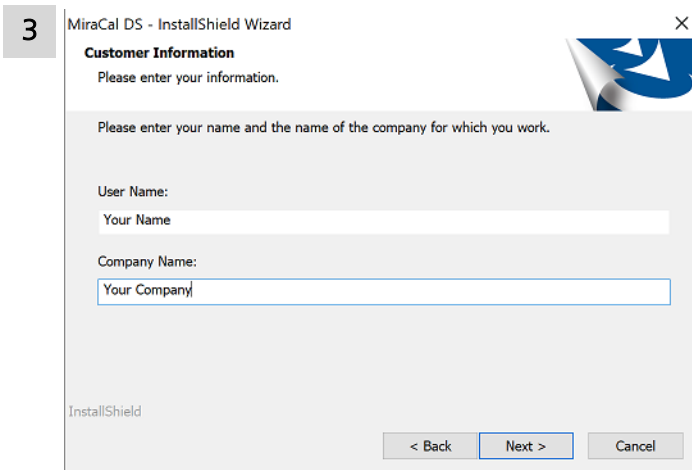 3
MiraCal DS - InstallShield Wizard
Customer Information
Please enter your information.
Please enter your name and the name of the company for which you work.
User Name:
Your Name
Company Name:
Your Company
InstallShield
< Back Next > Cancel